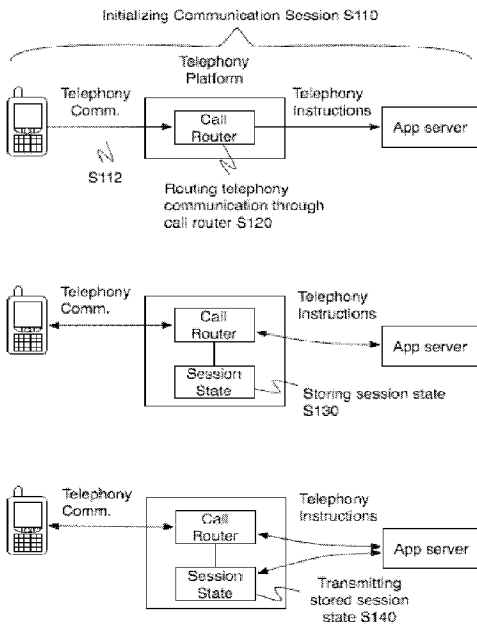 Initializing Communication Session S110
Telephony
Platform
Telephony
Comm.
Telephony
Instructions
Call
Router
App server
S112
Routing telephony
communication through
call router S120
Telephony
Comm.
Telephony
Instructions
Call
Router
App server
Session
State
Storing session state
S130
Telephony
Comm.
Telephony
Instructions
Call
Router
App server
Session
State
Transmitting
stored session
state S140